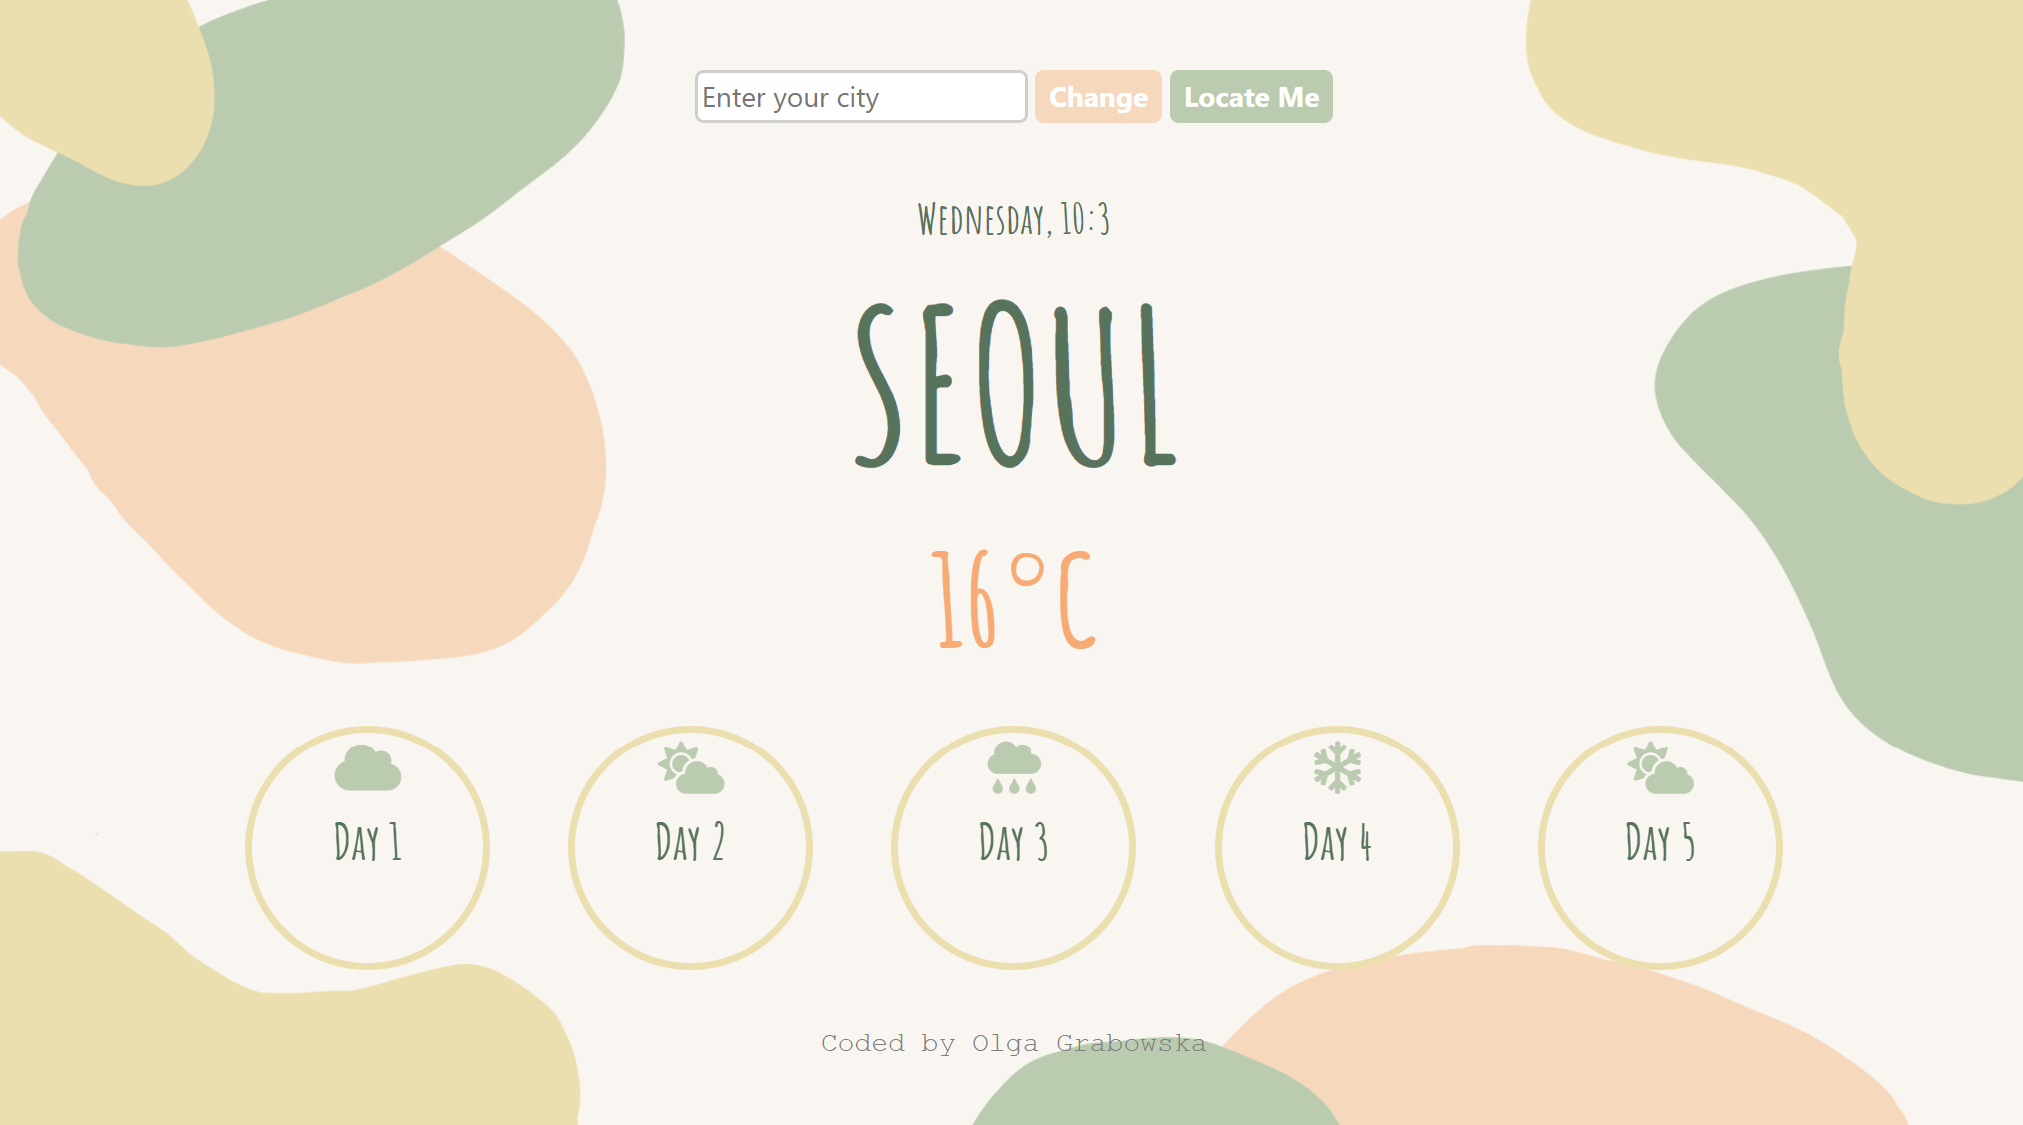 Enter your city Change Locate Me
Wednesday, 10:3
SEOUL
16°C
Day 1 Day 2 Day 3 Day 4 Day 5
Coded by Olga Grabowska